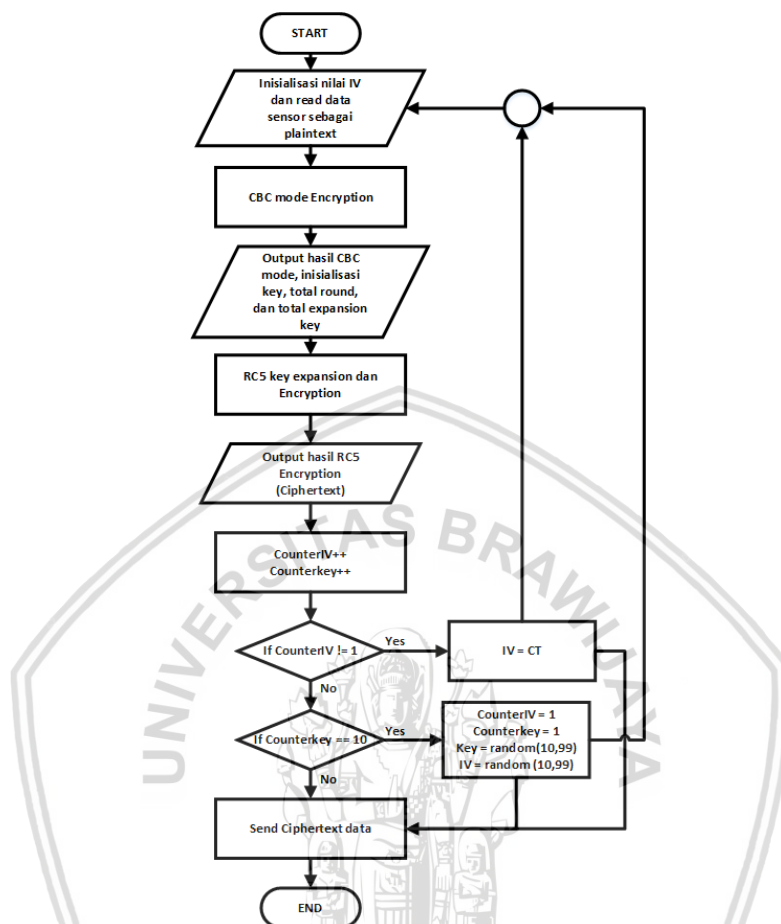 START
Inisialisasi nilai IV
dan read data
sensor sebagai
plaintext
CBC mode Encryption
Output hasil CBC
mode, inisialisasi
key, total round,
dan total expansion
key
RC5 key expansion dan
Encryption
Output hasil RC5
Encryption
(Ciphertext)
CounterIV++
Counterkey++
If CounterIV != 1
Yes
IV = CT
No
If Counterkey == 10
Yes
CounterIV = 1
Counterkey = 1
Key = random(10,99)
IV = random (10,99)
No
Send Ciphertext data
END
UNIVERSITAS BRAWIJAYA